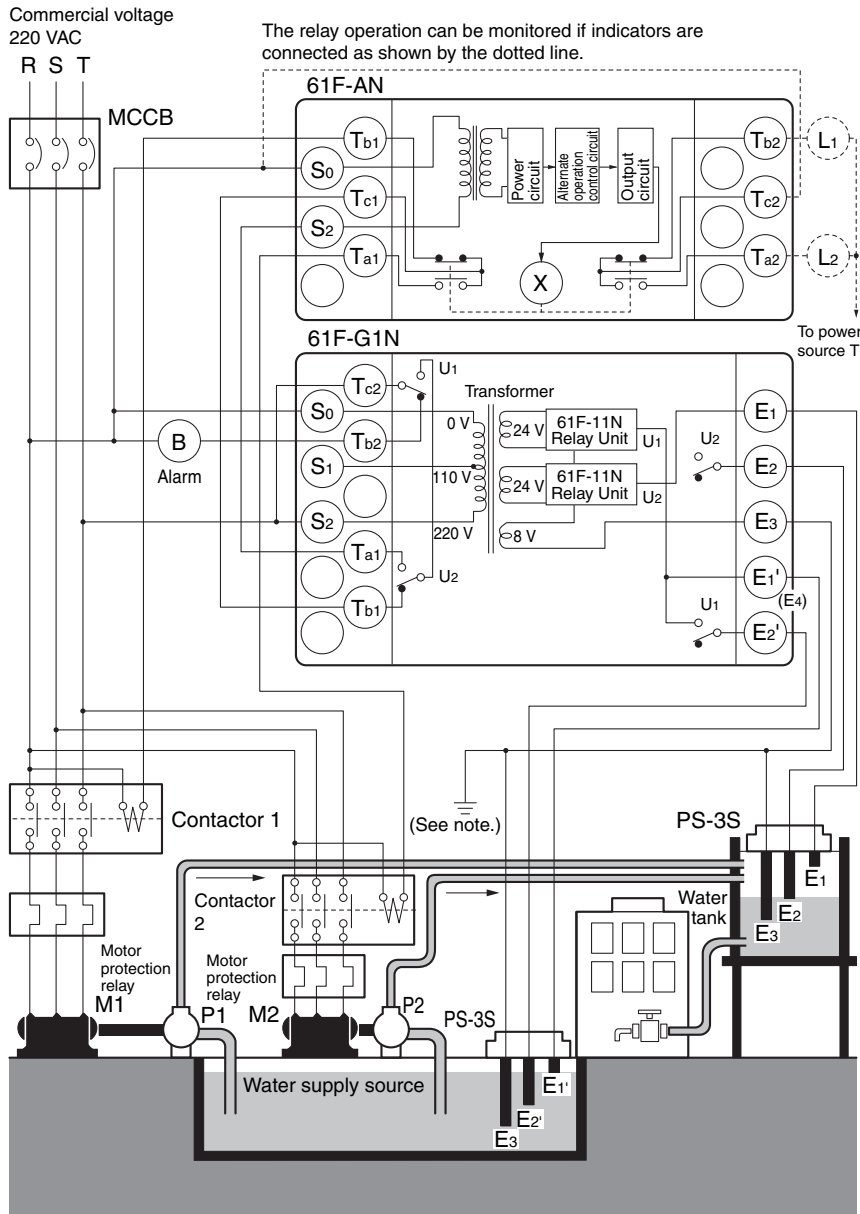 Commercial voltage
220 VAC
R S T
The relay operation can be monitored if indicators are
connected as shown by the dotted line.
MCCB
61F-AN
Tb1
S0
Tc1
S2
Ta1
Power
circuit
Alternate
operation
control circuit
Output
circuit
X
Tb2
Tc2
Ta2
L1
L2
To power
source T
61F-G1N
Tc2
S0
Tb2
S1
S2
Ta1
Tb1
B
Alarm
U1
U2
Transformer
0 V
110 V
220 V
24 V
24 V
8 V
61F-11N
Relay Unit
U1
61F-11N
Relay Unit
U2
U2
U1
E1
E2
E3
E1'
(E4)
E2'
Contactor 1
(See note.)
PS-3S
Contactor
2
Water
tank
E1
E2
E3
Motor
protection
relay
M1
P1
Motor
protection
relay
M2
P2
PS-3S
Water supply source
E1'
E2'
E3